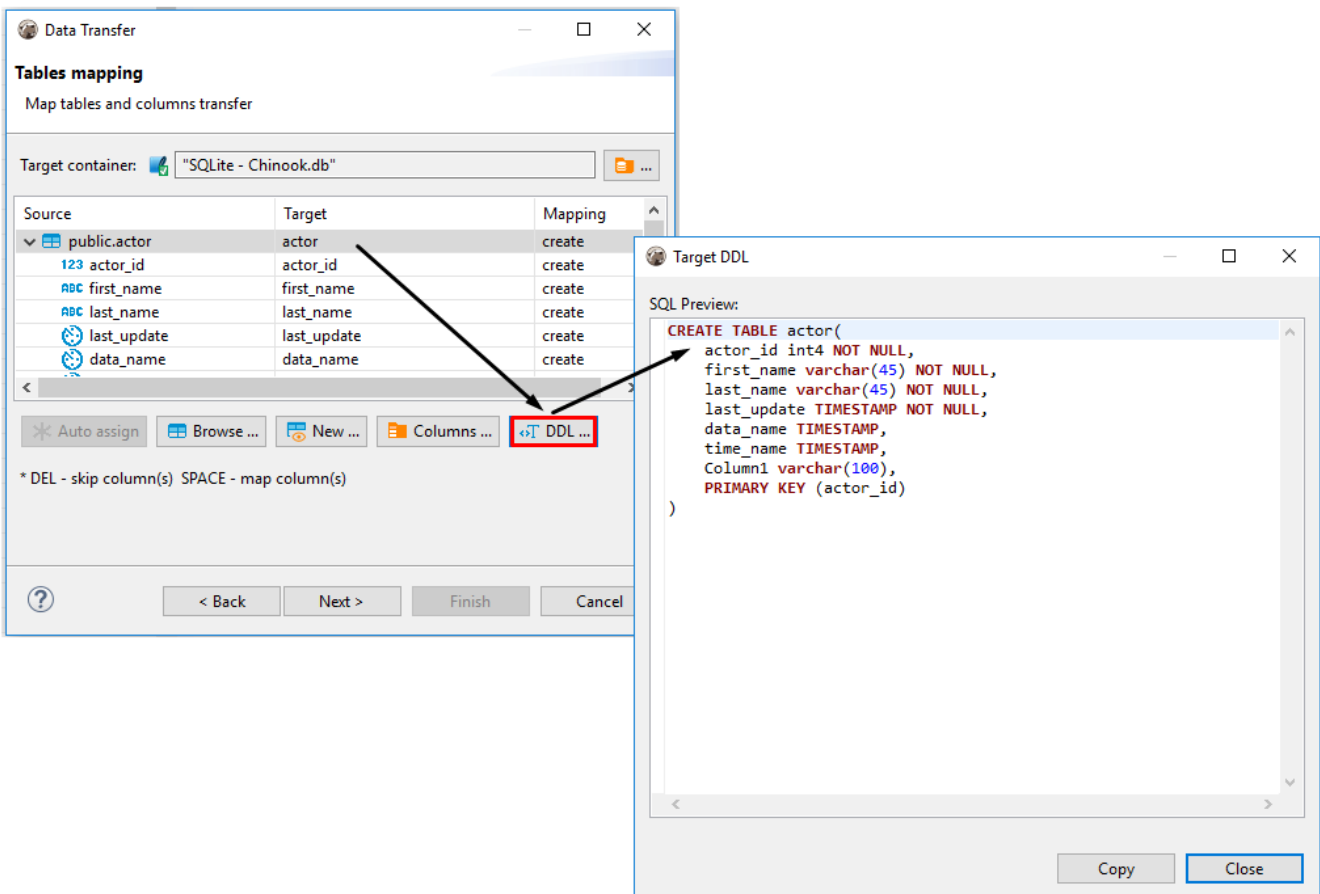 Data Transfer
Tables mapping
Map tables and columns transfer
Target container: "SQLite - Chinook.db" ...
Source Target Mapping
public.actor actor create
123 actor_id actor_id create
ABC first_name first_name create
ABC last_name last_name create
last_update last_update create
data_name data_name create
Auto assign Browse ... New ... Columns ... DDL ...
* DEL - skip column(s) SPACE - map column(s)
? < Back Next > Finish Cancel
Target DDL
SQL Preview:
CREATE TABLE actor(
actor_id int4 NOT NULL,
first_name varchar(45) NOT NULL,
last_name varchar(45) NOT NULL,
last_update TIMESTAMP NOT NULL,
data_name TIMESTAMP,
time_name TIMESTAMP,
Column1 varchar(100),
PRIMARY KEY (actor_id)
)
Copy Close